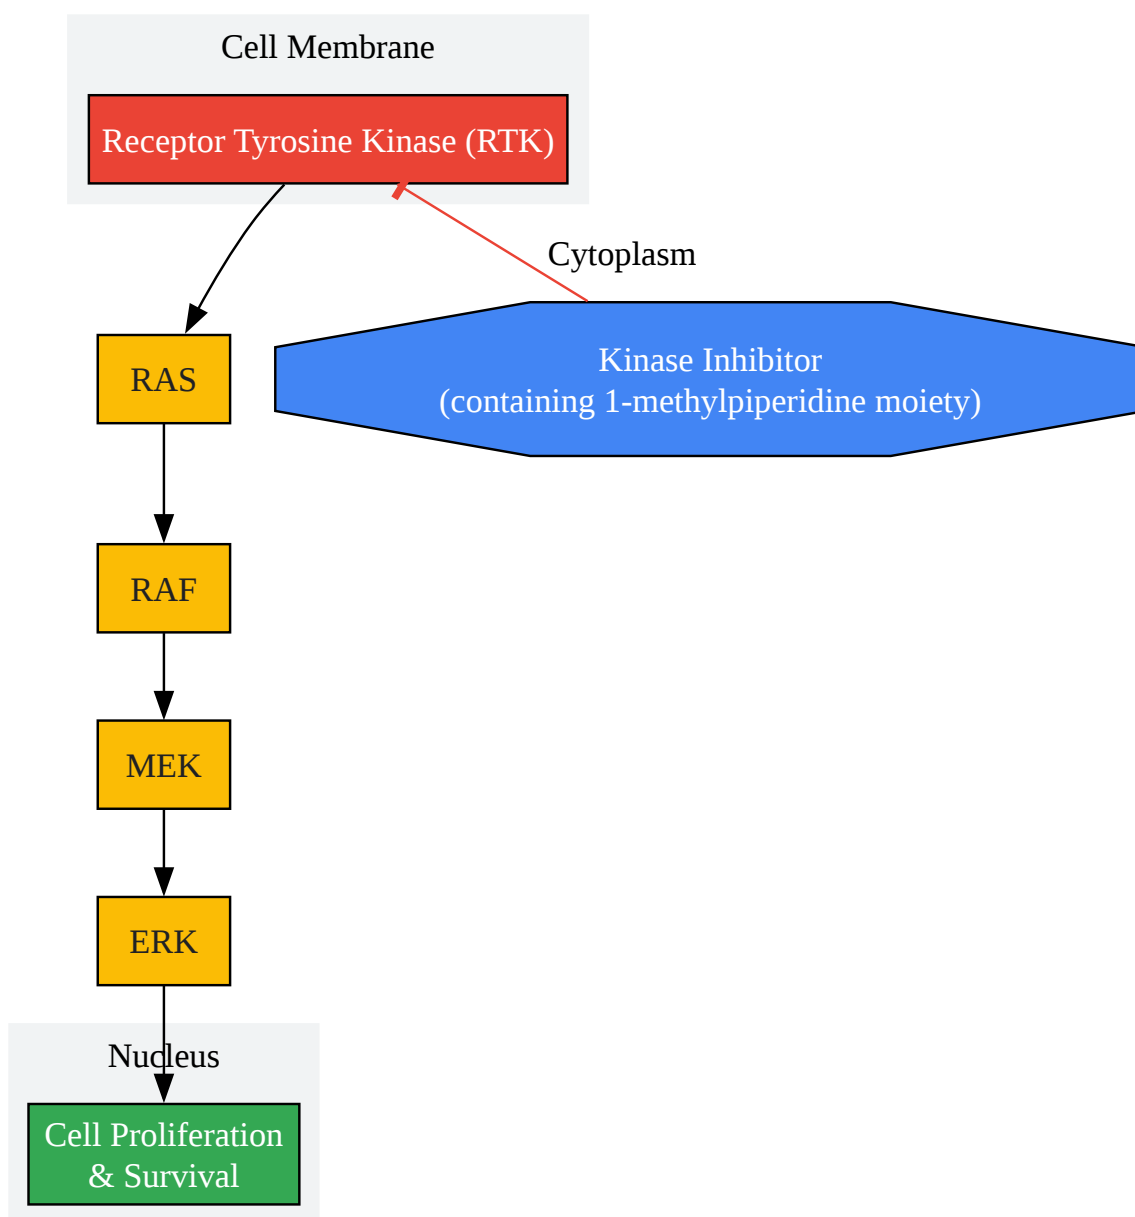 Cell Membrane
Receptor Tyrosine Kinase (RTK)
Cytoplasm
RAS
Kinase Inhibitor
(containing 1-methylpiperidine moiety)
RAF
MEK
ERK
Nucleus
Cell Proliferation
& Survival